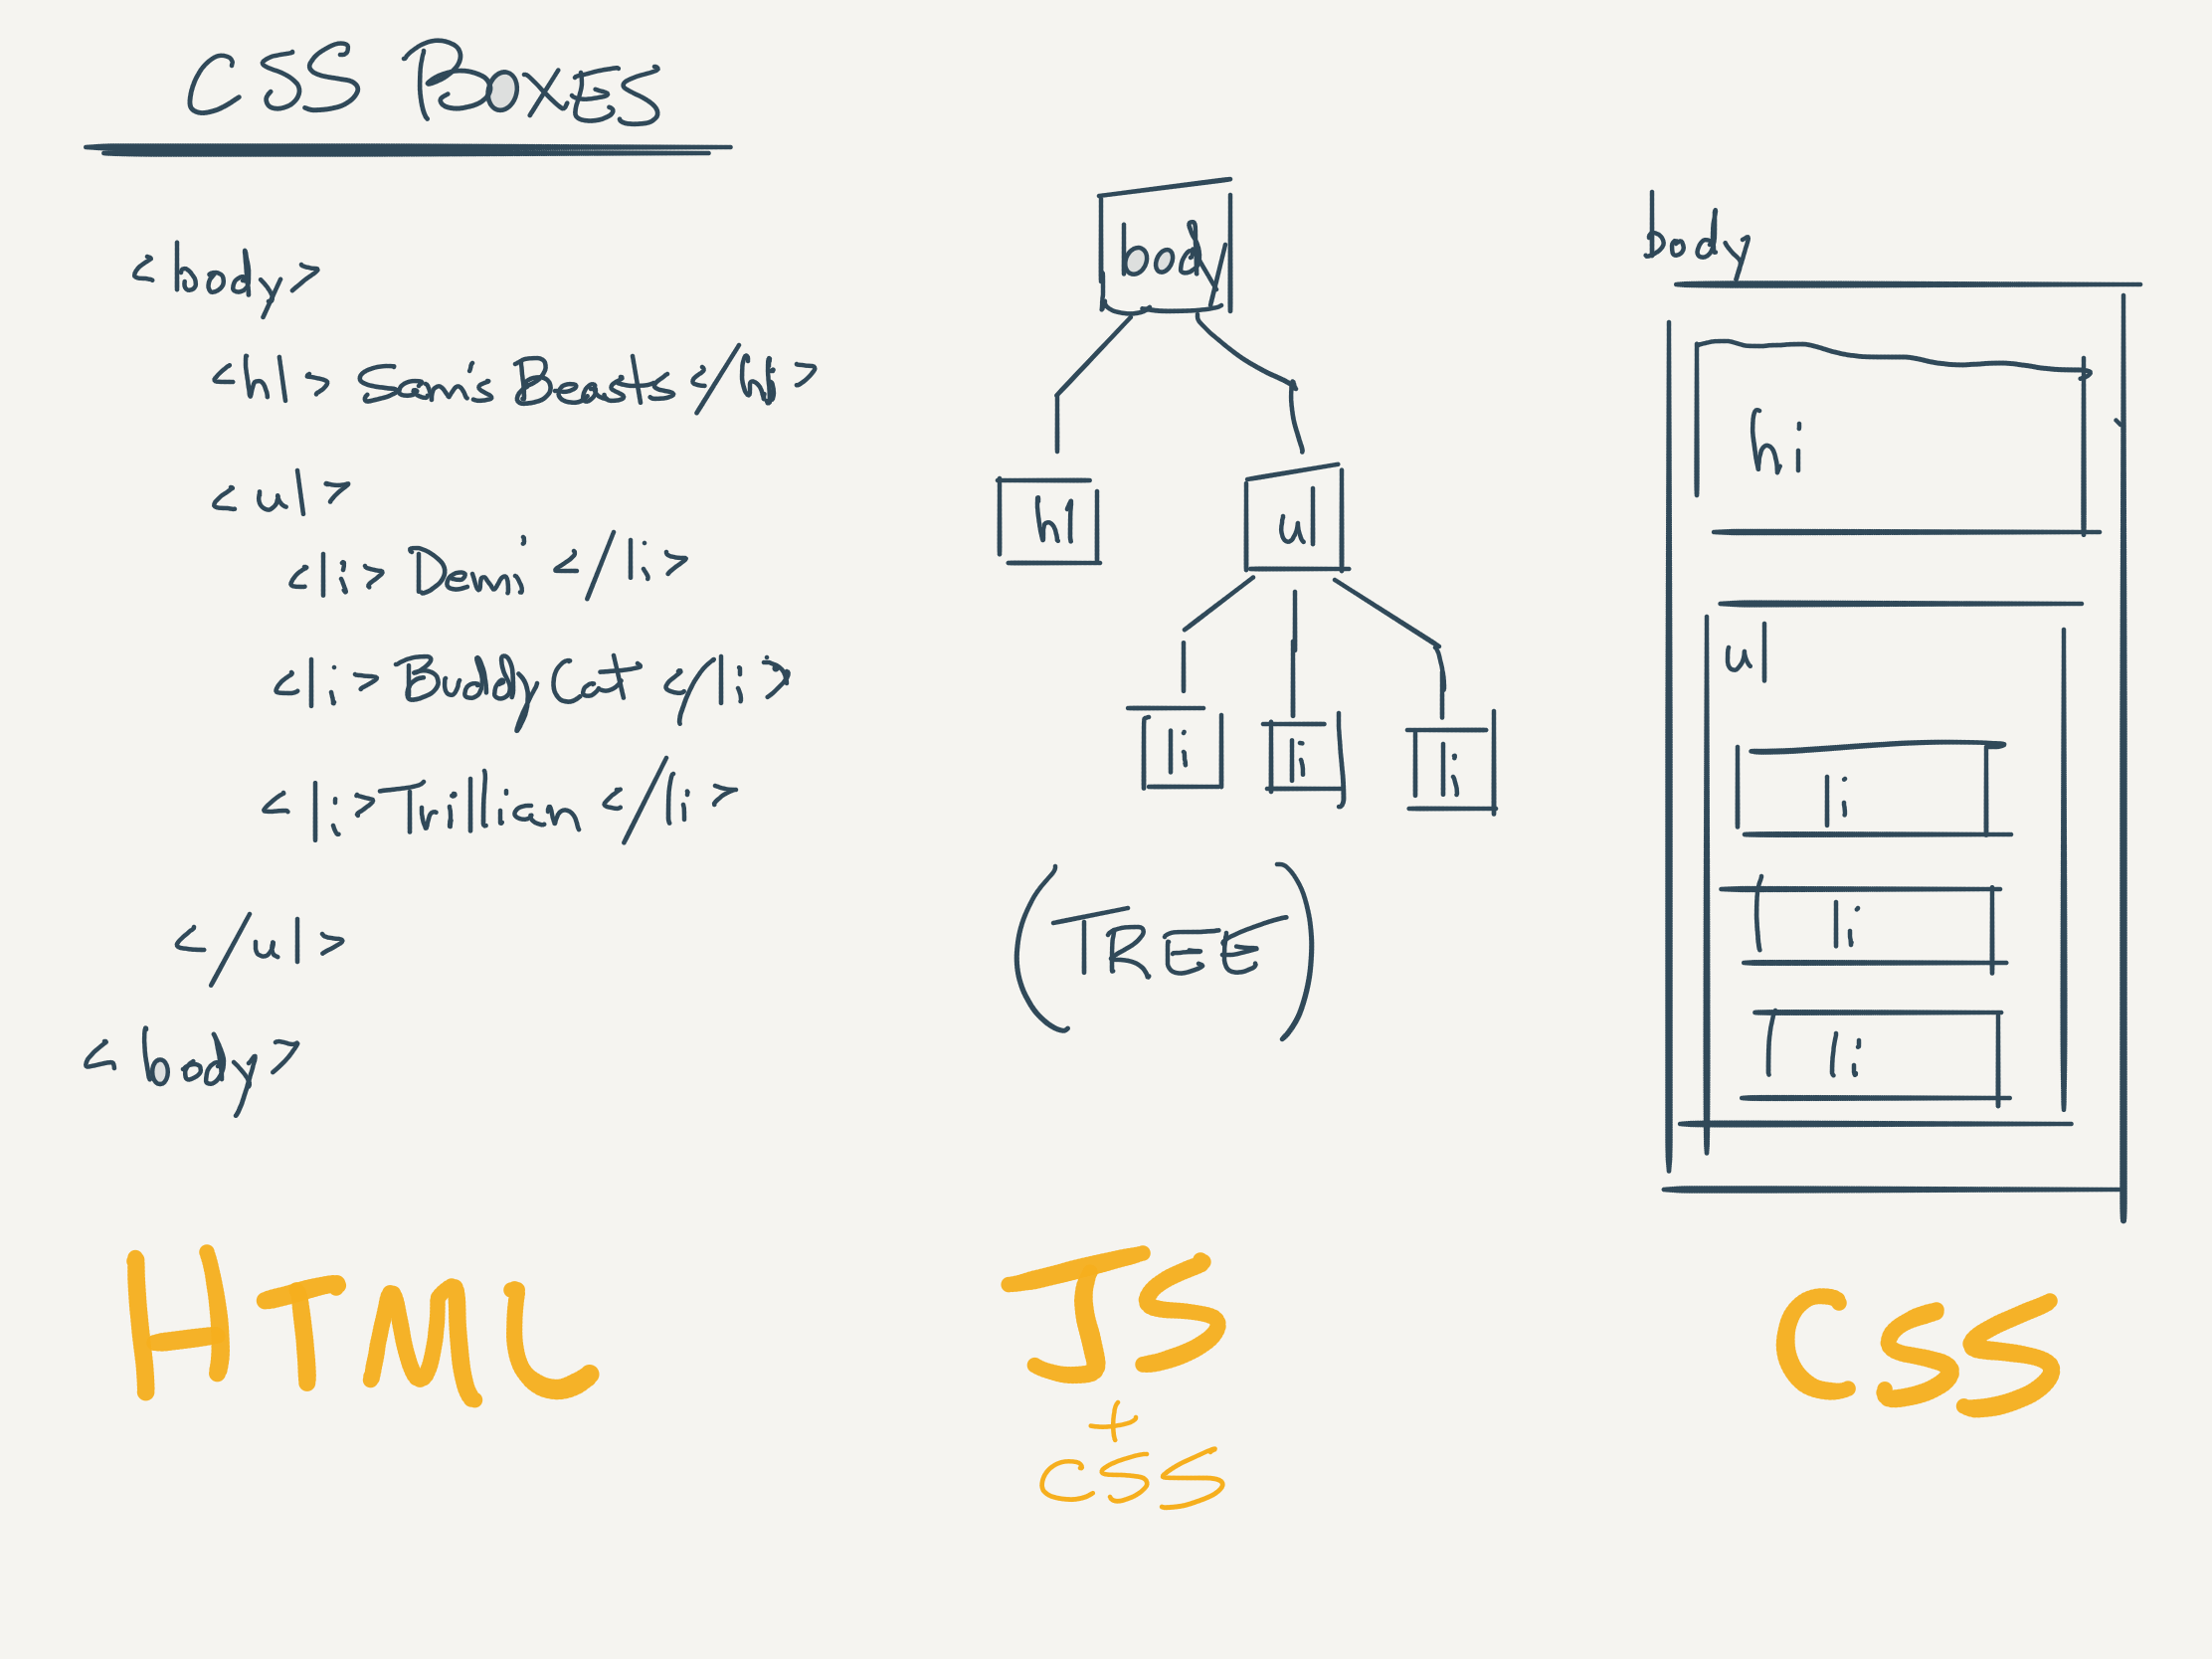 CSS BOXES
<body>
<h1> Sam's Beasts </h1>
<ul>
<li> Demi </li>
<li> Buddy Cat </li>
<li> Trillian </li>
</ul>
<body>
HTML
body
h1
ul
li
li
li
(TREE)
JS
+
CSS
body
hi
ul
li
li
li
CSS